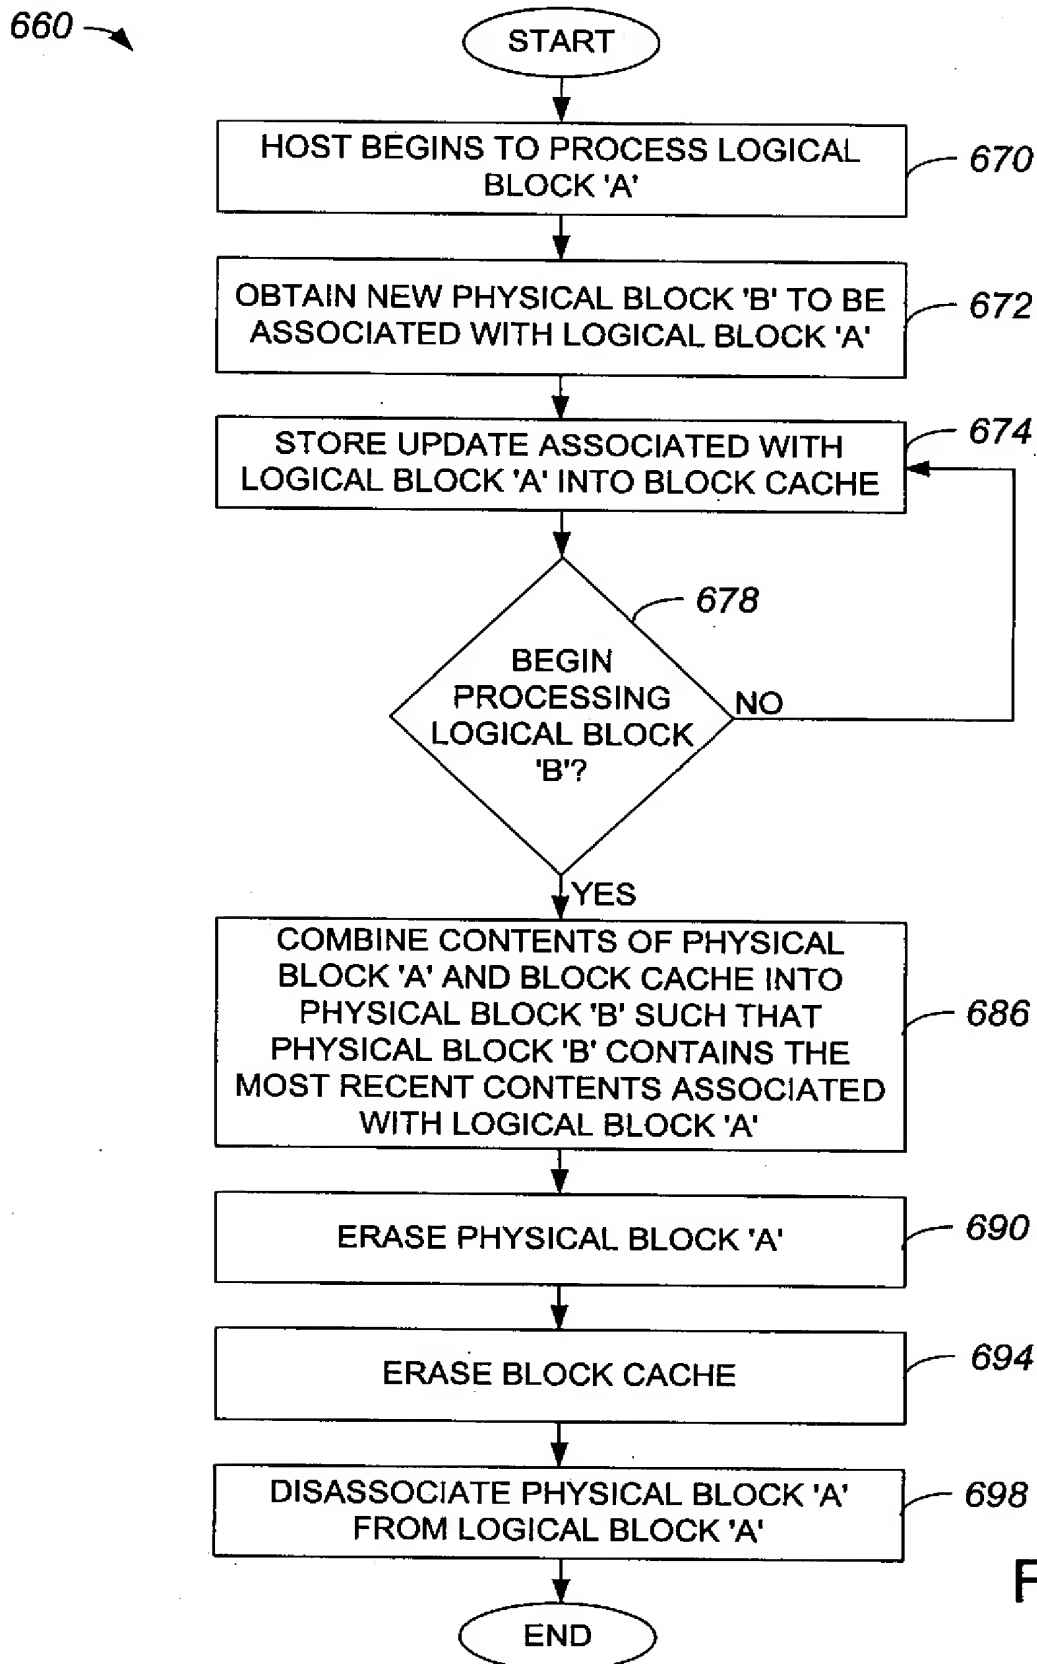 660
START
HOST BEGINS TO PROCESS LOGICAL
BLOCK 'A'
670
OBTAIN NEW PHYSICAL BLOCK 'B' TO BE
ASSOCIATED WITH LOGICAL BLOCK 'A'
672
STORE UPDATE ASSOCIATED WITH
LOGICAL BLOCK 'A' INTO BLOCK CACHE
674
BEGIN
PROCESSING
LOGICAL BLOCK
'B'?
678
NO
YES
COMBINE CONTENTS OF PHYSICAL
BLOCK 'A' AND BLOCK CACHE INTO
PHYSICAL BLOCK 'B' SUCH THAT
PHYSICAL BLOCK 'B' CONTAINS THE
MOST RECENT CONTENTS ASSOCIATED
WITH LOGICAL BLOCK 'A'
686
ERASE PHYSICAL BLOCK 'A'
690
ERASE BLOCK CACHE
694
DISASSOCIATE PHYSICAL BLOCK 'A'
FROM LOGICAL BLOCK 'A'
698
F
END